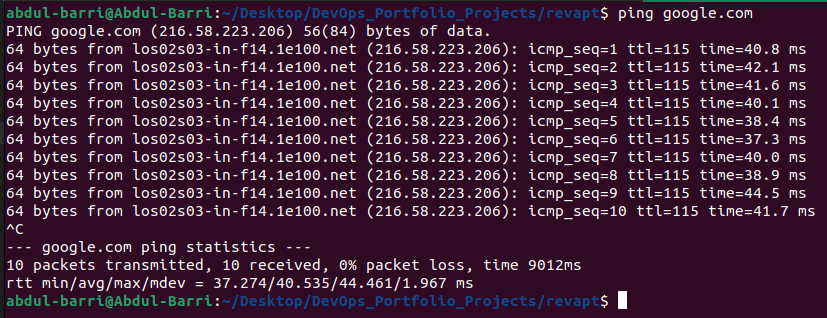 abdul-barri@Abdul-Barri:~/Desktop/DevOps_Portfolio_Projects/revapt$ ping google.com
PING google.com (216.58.223.206) 56(84) bytes of data.
64 bytes from los02s03-in-f14.1e100.net (216.58.223.206): icmp_seq=1 ttl=115 time=40.8 ms
64 bytes from los02s03-in-f14.1e100.net (216.58.223.206): icmp_seq=2 ttl=115 time=42.1 ms
64 bytes from los02s03-in-f14.1e100.net (216.58.223.206): icmp_seq=3 ttl=115 time=41.6 ms
64 bytes from los02s03-in-f14.1e100.net (216.58.223.206): icmp_seq=4 ttl=115 time=40.1 ms
64 bytes from los02s03-in-f14.1e100.net (216.58.223.206): icmp_seq=5 ttl=115 time=38.4 ms
64 bytes from los02s03-in-f14.1e100.net (216.58.223.206): icmp_seq=6 ttl=115 time=37.3 ms
64 bytes from los02s03-in-f14.1e100.net (216.58.223.206): icmp_seq=7 ttl=115 time=40.0 ms
64 bytes from los02s03-in-f14.1e100.net (216.58.223.206): icmp_seq=8 ttl=115 time=38.9 ms
64 bytes from los02s03-in-f14.1e100.net (216.58.223.206): icmp_seq=9 ttl=115 time=44.5 ms
64 bytes from los02s03-in-f14.1e100.net (216.58.223.206): icmp_seq=10 ttl=115 time=41.7 ms
^C
--- google.com ping statistics ---
10 packets transmitted, 10 received, 0% packet loss, time 9012ms
rtt min/avg/max/mdev = 37.274/40.535/44.461/1.967 ms
abdul-barri@Abdul-Barri:~/Desktop/DevOps_Portfolio_Projects/revapt$